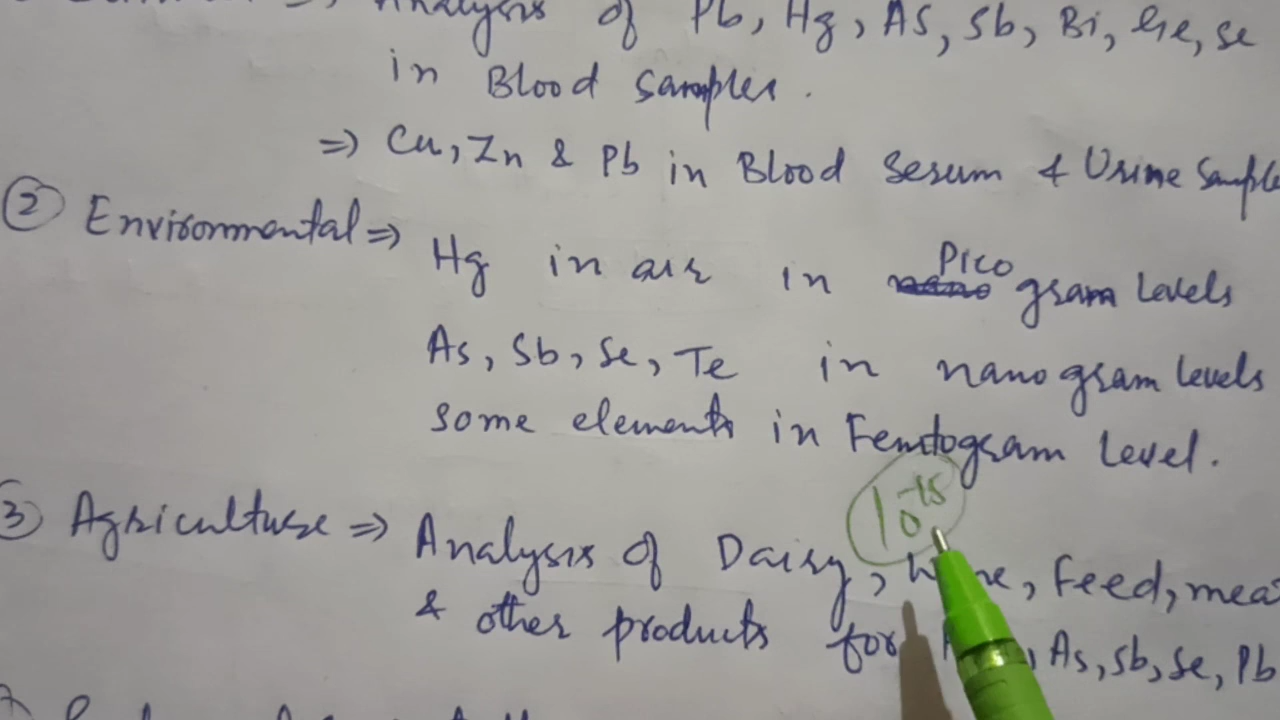 Analysis of Pb, Hg, As, Sb, Bi, Ge, Se
in Blood Samples.
⇒ Cu, Zn & Pb in Blood Serum & Urine Sample
② Environmental ⇒ Hg in air in Pico gram Levels
As, Sb, Se, Te in nanogram levels
some elements in Femtogram Level.
10⁻¹⁵
③ Agriculture ⇒ Analysis of Dairy, Feed, mea
& other products for , As, Sb, Se, Pb